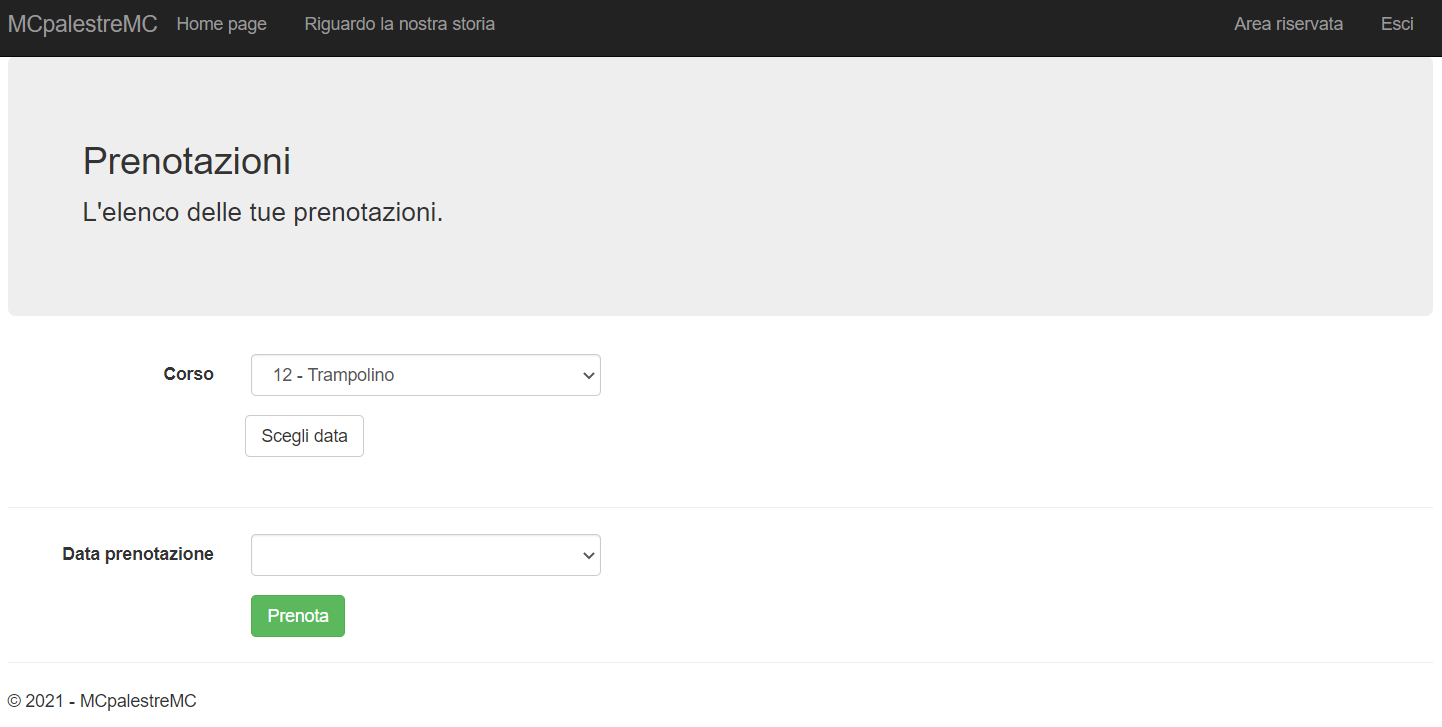 MCpalestreMC Home page Riguardo la nostra storia Area riservata Esci
Prenotazioni
L'elenco delle tue prenotazioni.
Corso 12 - Trampolino
Scegli data
Data prenotazione
Prenota
© 2021 - MCpalestreMC